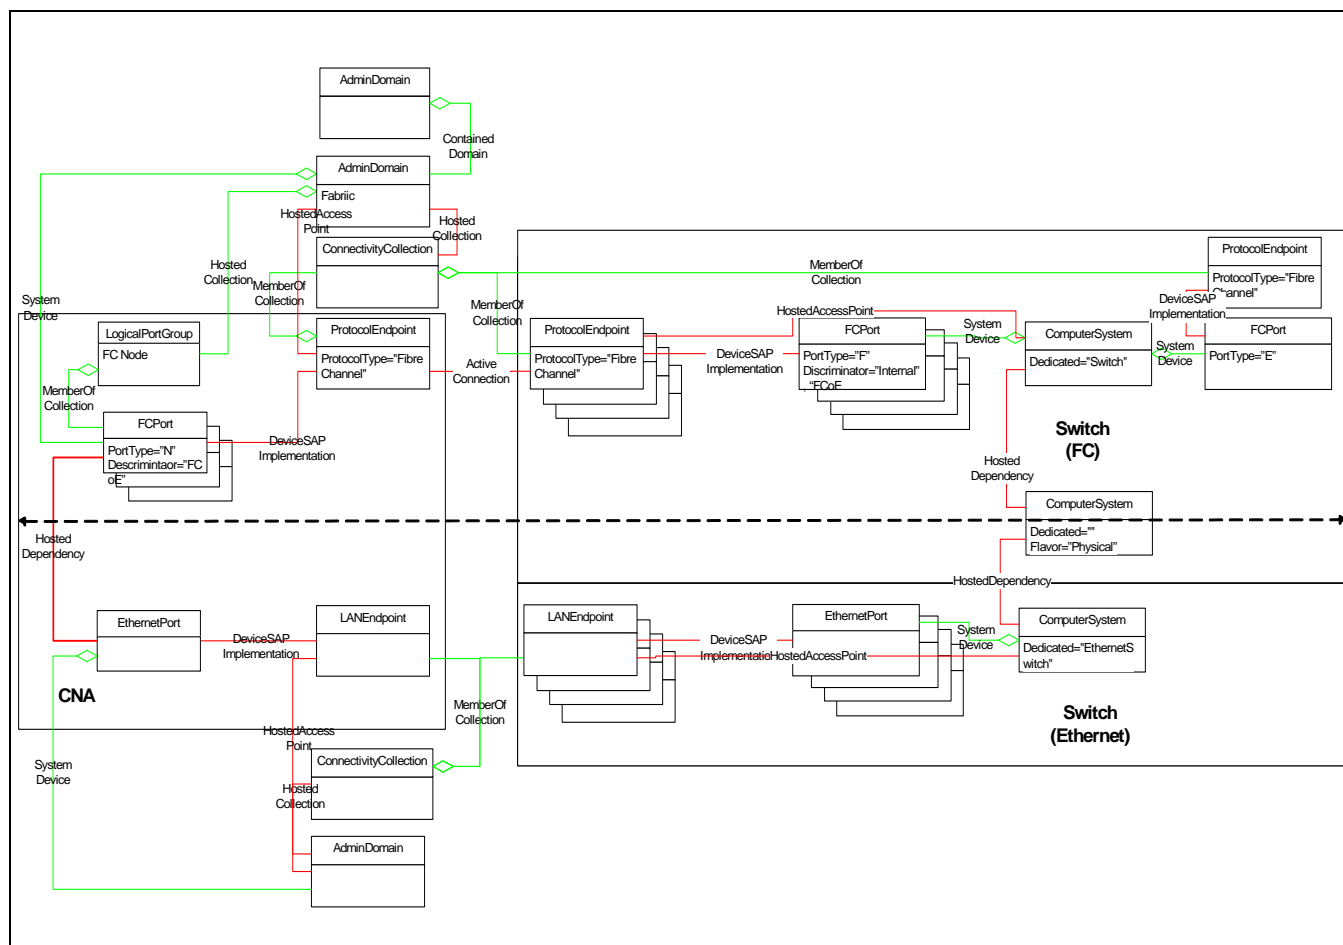 AdminDomain
Contained
Domain
AdminDomain
Fabriic
HostedAccess
Point
Hosted
Collection
ConnectivityCollection
Hosted
Collection
MemberOf
Collection
MemberOf
Collection
MemberOf
Collection
ProtocolEndpoint
ProtocolType="Fibre
Channel"
DeviceSAP
Implementation
System
Device
LogicalPortGroup
FC Node
MemberOf
Collection
ProtocolEndpoint
ProtocolType="Fibre
Channel"
Active
Connection
ProtocolEndpoint
ProtocolType="Fibre
Channel"
DeviceSAP
Implementation
HostedAccessPoint
FCPort
PortType="F"
Discriminator="Internal"
, "FCoE
System
Device
ComputerSystem
Dedicated="Switch"
System
Device
FCPort
PortType="E"
FCPort
PortType="N"
Descrimintaor="FC
oE"
DeviceSAP
Implementation
Switch
(FC)
Hosted
Dependency
ComputerSystem
Dedicated=""
Flavor="Physical"
Hosted
Dependency
HostedDependency
EthernetPort
DeviceSAP
Implementation
LANEndpoint
LANEndpoint
DeviceSAP
Implementatic
HostedAccessPoint
EthernetPort
System
Device
ComputerSystem
Dedicated="EthernetS
witch"
CNA
MemberOf
Collection
Switch
(Ethernet)
HostedAccess
Point
System
Device
ConnectivityCollection
Hosted
Collection
AdminDomain